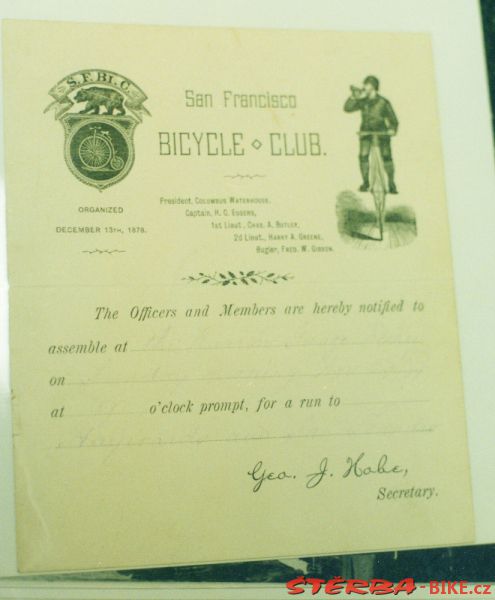 S.F.BI.C.
San Francisco
BICYCLE CLUB.
ORGANIZED
DECEMBER 13TH, 1878.
President, COLUMBUS WATERHOUSE,
Captain, H. O. EGGERS,
1st Lieut., CHAS. A. BUTLER,
2d Lieut., HARRY A. GREENE,
Bugler, FRED. W. GIBSON.
The Officers and Members are hereby notified to
assemble at
on
at o'clock prompt, for a run to
Geo. J. Hobe,
Secretary.
ŠTĚRBA-BIKE.cz